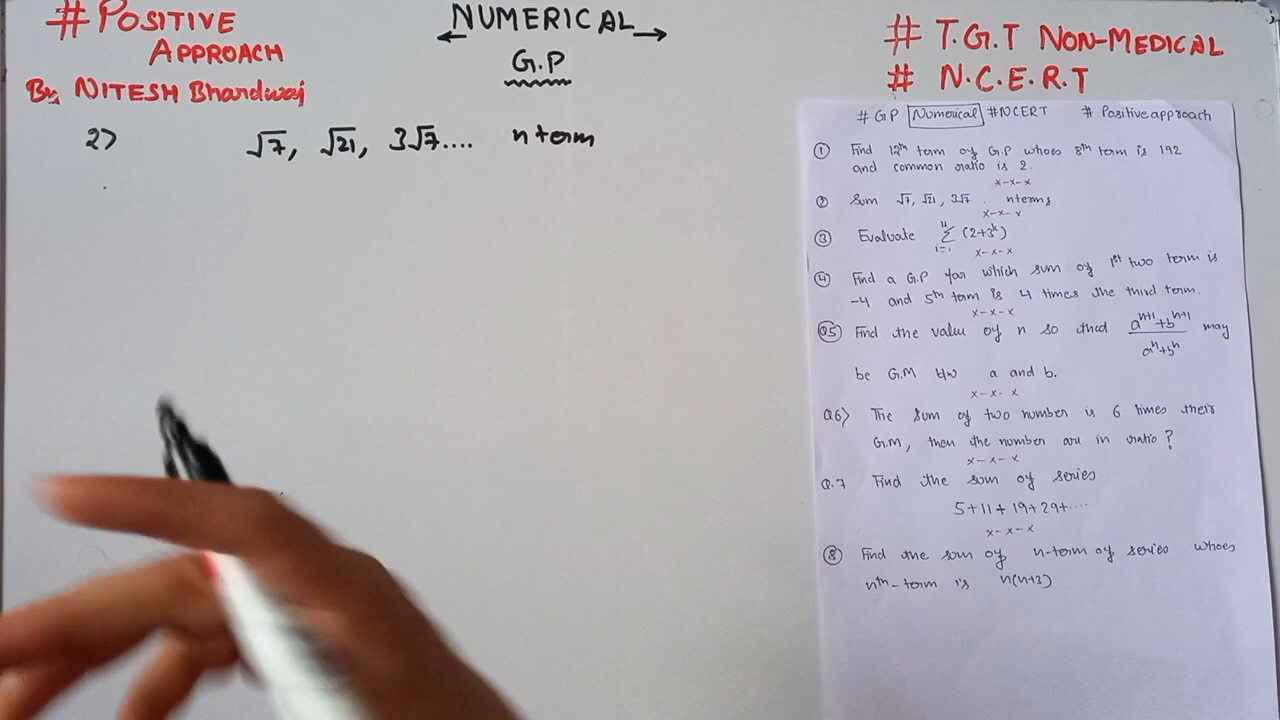 # POSITIVE
APPROACH
By NITESH Bhardwaj
NUMERICAL
G.P
# T.G.T NON-MEDICAL
# N.C.E.R.T
2> √7, √21, 3√7.... n term
# GP Numerical #NCERT # Positive approach
① Find 12th term of G.P whose 8th term is 192
and common ratio is 2.
x-x-x
② Sum √7, √21, 3√7 .. nterms
x-x-x
③ Evaluate 11 Σ i=1 (2+3^k)
x-x-x
④ Find a G.P for which sum of 1st two term is
-4 and 5th term is 4 times the third term.
x-x-x
Q5 Find the value of n so that a^n+1 + b^n+1 / a^n + b^n may
be G.M b/w a and b.
x-x-x
Q6> The sum of two number is 6 times their
G.M, then the number are in ratio?
x-x-x
Q.7 Find the sum of series
5+11+19+29+....
x-x-x
⑧ Find the sum of n-term of series whoes
nth-term is n(n+3)